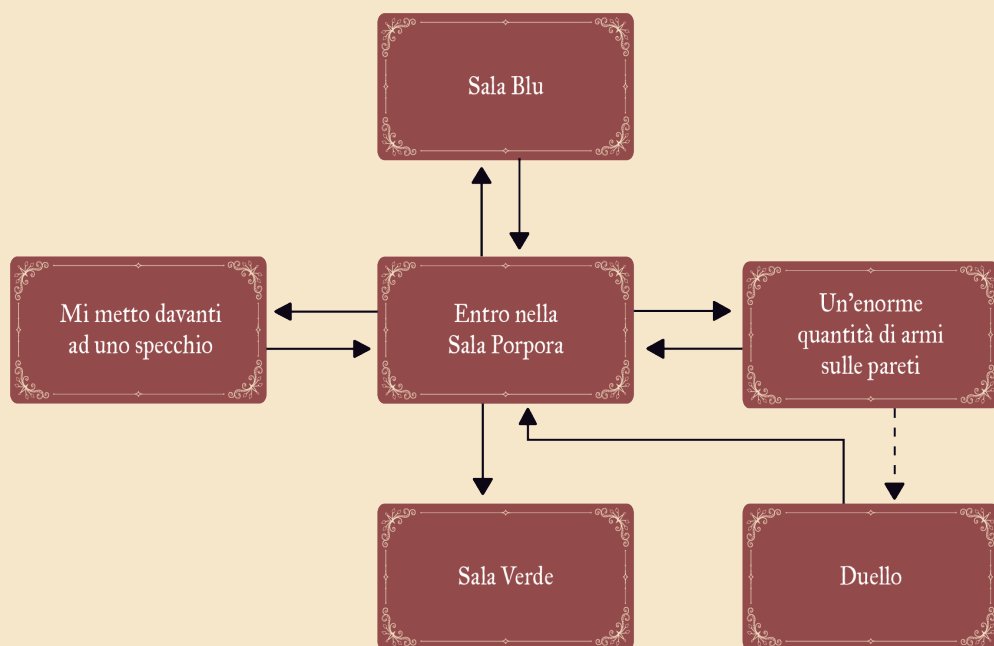 Sala Blu
Mi metto davanti
ad uno specchio
Entro nella
Sala Porpora
Un'enorme
quantità di armi
sulle pareti
Sala Verde
Duello